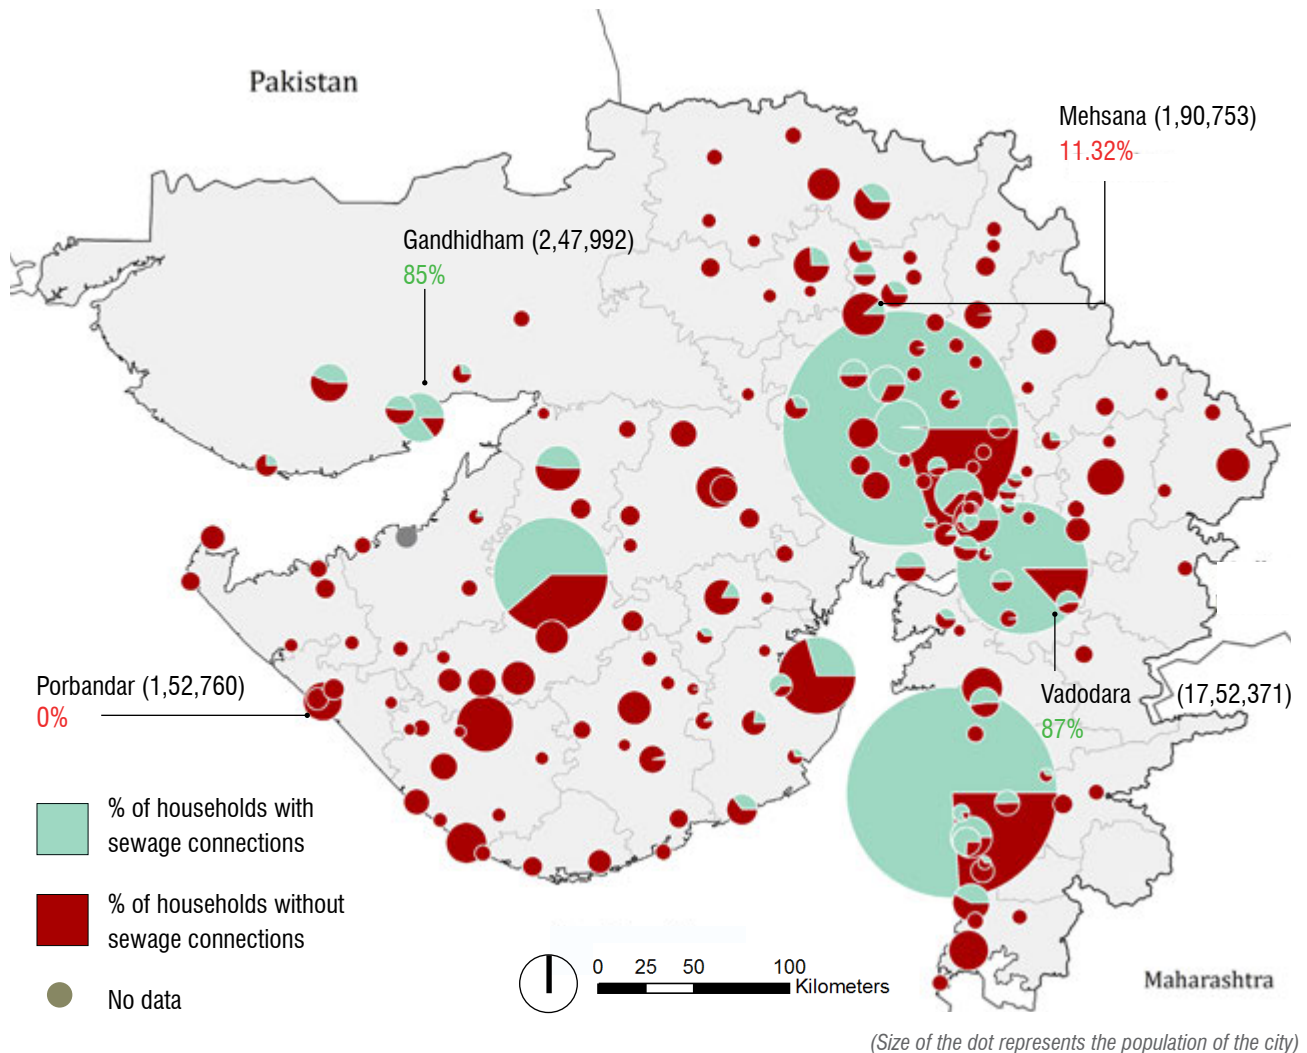 Pakistan
Mehsana (1,90,753)
11.32%
Gandhidham (2,47,992)
85%
Porbandar (1,52,760)
0%
Vadodara (17,52,371)
87%
% of households with
sewage connections
% of households without
sewage connections
No data
0 25 50 100
Kilometers
Maharashtra
(Size of the dot represents the population of the city)